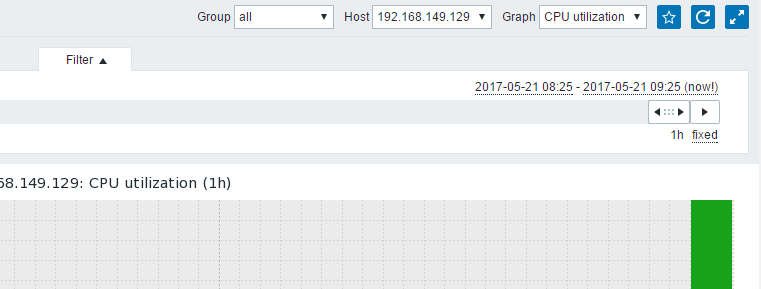 Group all Host 192.168.149.129 Graph CPU utilization
Filter
2017-05-21 08:25 - 2017-05-21 09:25 (now!)
1h fixed
68.149.129: CPU utilization (1h)